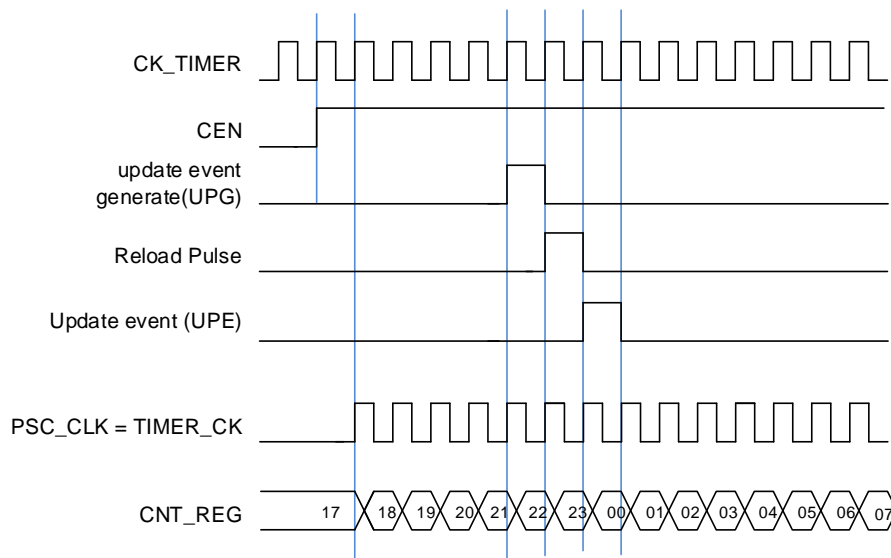 CK_TIMER
CEN
update event
generate(UPG)
Reload Pulse
Update event (UPE)
PSC_CLK = TIMER_CK
CNT_REG 17 18 19 20 21 22 23 00 01 02 03 04 05 06 07